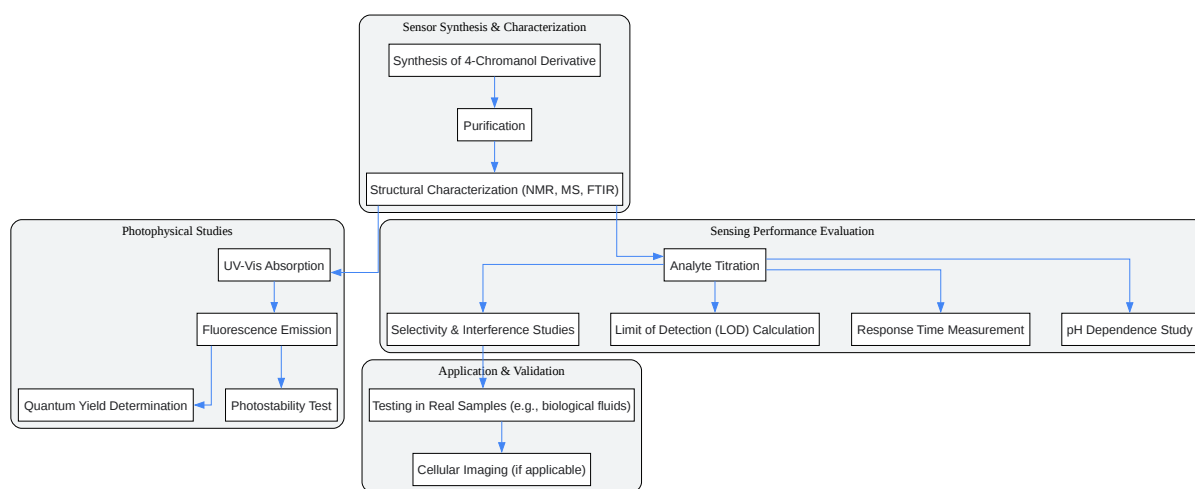 Sensor Synthesis & Characterization
Synthesis of 4-Chromanol Derivative
Purification
Structural Characterization (NMR, MS, FTIR)
Photophysical Studies
UV-Vis Absorption
Fluorescence Emission
Quantum Yield Determination
Photostability Test
Sensing Performance Evaluation
Analyte Titration
Selectivity & Interference Studies
Limit of Detection (LOD) Calculation
Response Time Measurement
pH Dependence Study
Application & Validation
Testing in Real Samples (e.g., biological fluids)
Cellular Imaging (if applicable)